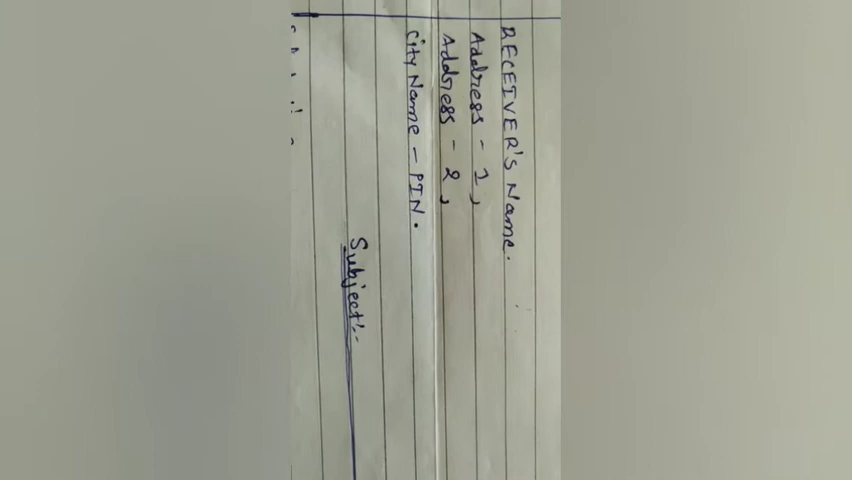 RECEIVER'S Name.
Address - 1,
Address - 2,
City Name - PIN.
Subject:-